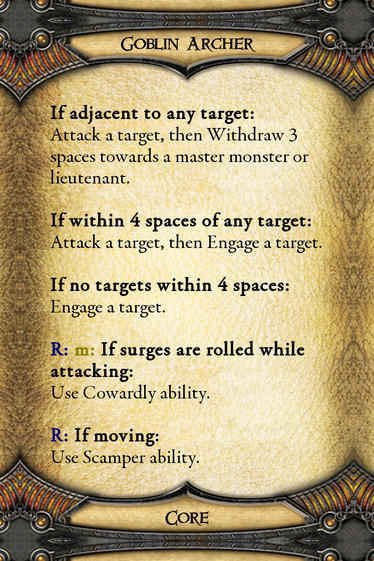 Goblin Archer
If adjacent to any target:
Attack a target, then Withdraw 3
spaces towards a master monster or
lieutenant.
If within 4 spaces of any target:
Attack a target, then Engage a target.
If no targets within 4 spaces:
Engage a target.
R: m: If surges are rolled while
attacking:
Use Cowardly ability.
R: If moving:
Use Scamper ability.
Core